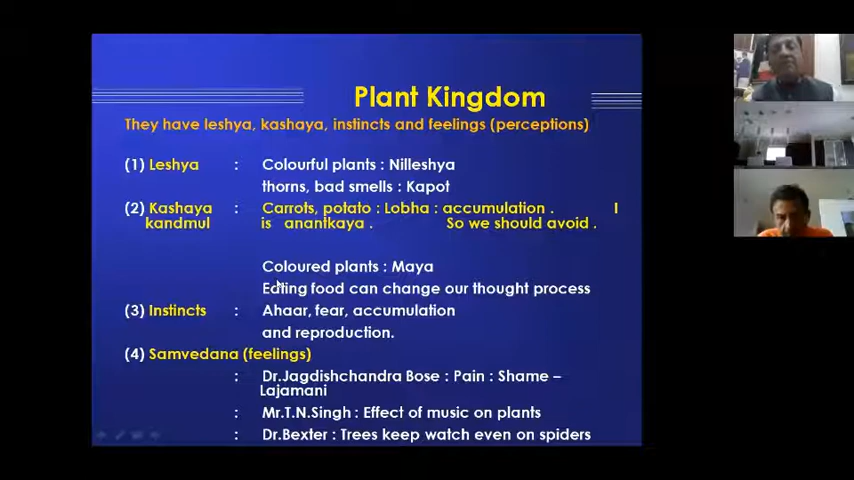 Plant Kingdom
They have leshya, kashaya, instincts and feelings (perceptions)
(1) Leshya : Colourful plants : Nilleshya
thorns, bad smells : Kapot
(2) Kashaya : Carrots, potato : Lobha : accumulation . I
kandmul is anantkaya . So we should avoid .
Coloured plants : Maya
Eating food can change our thought process
(3) Instincts : Ahaar, fear, accumulation
and reproduction.
(4) Samvedana (feelings)
: Dr.Jagdishchandra Bose : Pain : Shame –
Lajamani
: Mr.T.N.Singh : Effect of music on plants
: Dr.Bexter : Trees keep watch even on spiders